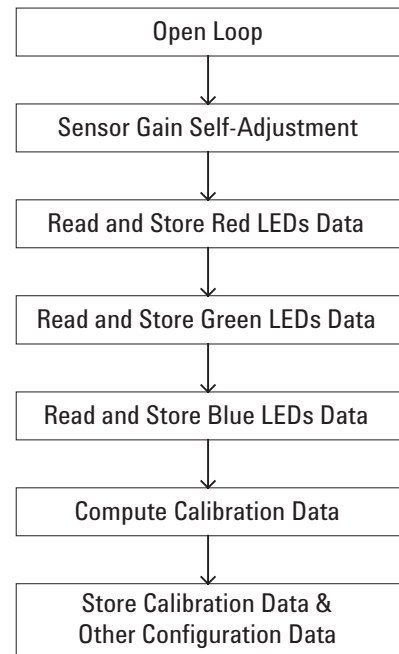 Open Loop
Sensor Gain Self-Adjustment
Read and Store Red LEDs Data
Read and Store Green LEDs Data
Read and Store Blue LEDs Data
Compute Calibration Data
Store Calibration Data &
Other Configuration Data